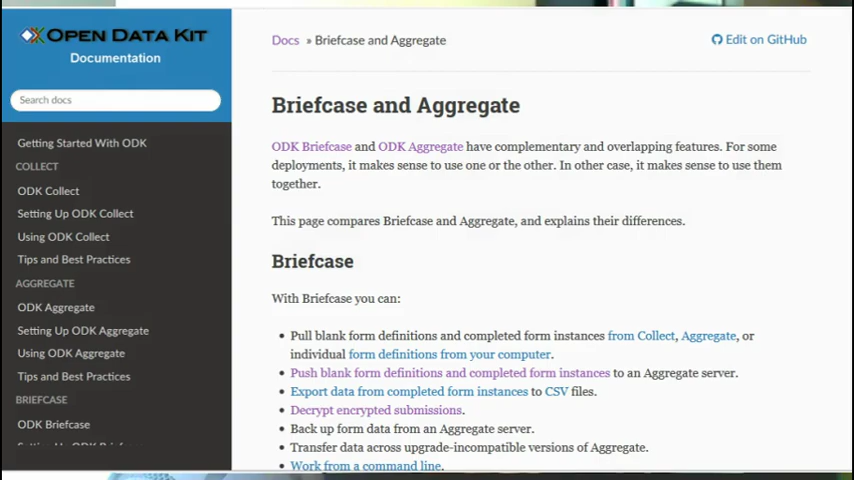 OPEN DATA KIT
Documentation
Search docs
Getting Started With ODK
COLLECT
ODK Collect
Setting Up ODK Collect
Using ODK Collect
Tips and Best Practices
AGGREGATE
ODK Aggregate
Setting Up ODK Aggregate
Using ODK Aggregate
Tips and Best Practices
BRIEFCASE
ODK Briefcase
Docs » Briefcase and Aggregate
Edit on GitHub
Briefcase and Aggregate
ODK Briefcase and ODK Aggregate have complementary and overlapping features. For some
deployments, it makes sense to use one or the other. In other case, it makes sense to use them
together.
This page compares Briefcase and Aggregate, and explains their differences.
Briefcase
With Briefcase you can:
• Pull blank form definitions and completed form instances from Collect, Aggregate, or
individual form definitions from your computer.
• Push blank form definitions and completed form instances to an Aggregate server.
• Export data from completed form instances to CSV files.
• Decrypt encrypted submissions.
• Back up form data from an Aggregate server.
• Transfer data across upgrade-incompatible versions of Aggregate.
• Work from a command line.